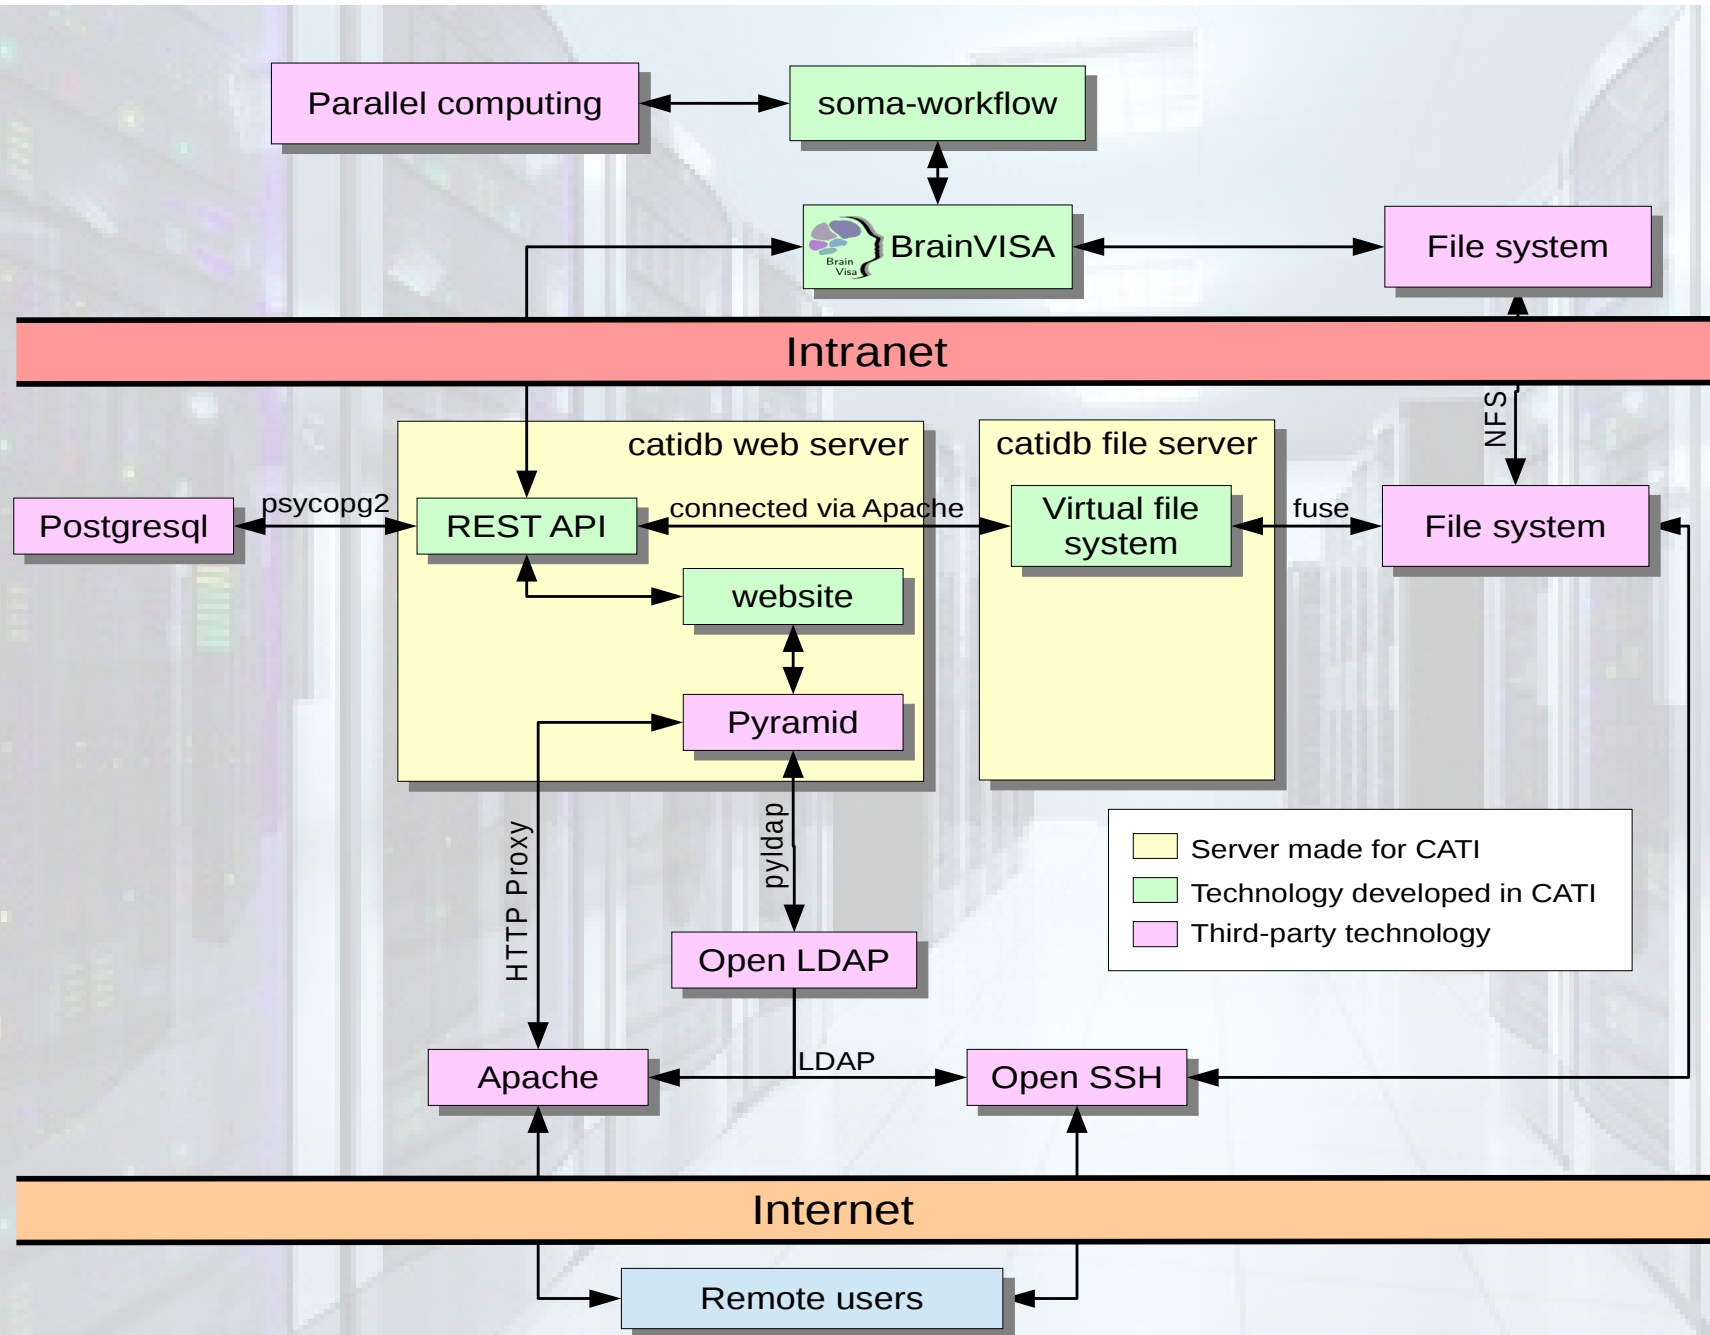 Parallel computing
soma-workflow
Brain
Visa
BrainVISA
File system
Intranet
NFS
catidb web server
catidb file server
Postgresql
psycopg2
REST API
connected via Apache
Virtual file
system
fuse
File system
website
Pyramid
HTTP Proxy
pyldap
Server made for CATI
Technology developed in CATI
Third-party technology
Open LDAP
LDAP
Apache
Open SSH
Internet
Remote users